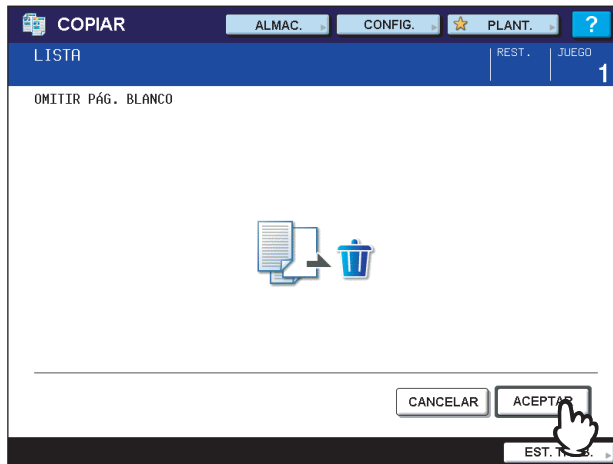 COPIAR ALMAC. CONFIG. PLANT. ?
LISTA REST. JUEGO
1
OMITIR PÁG. BLANCO
CANCELAR ACEPTAR
EST.